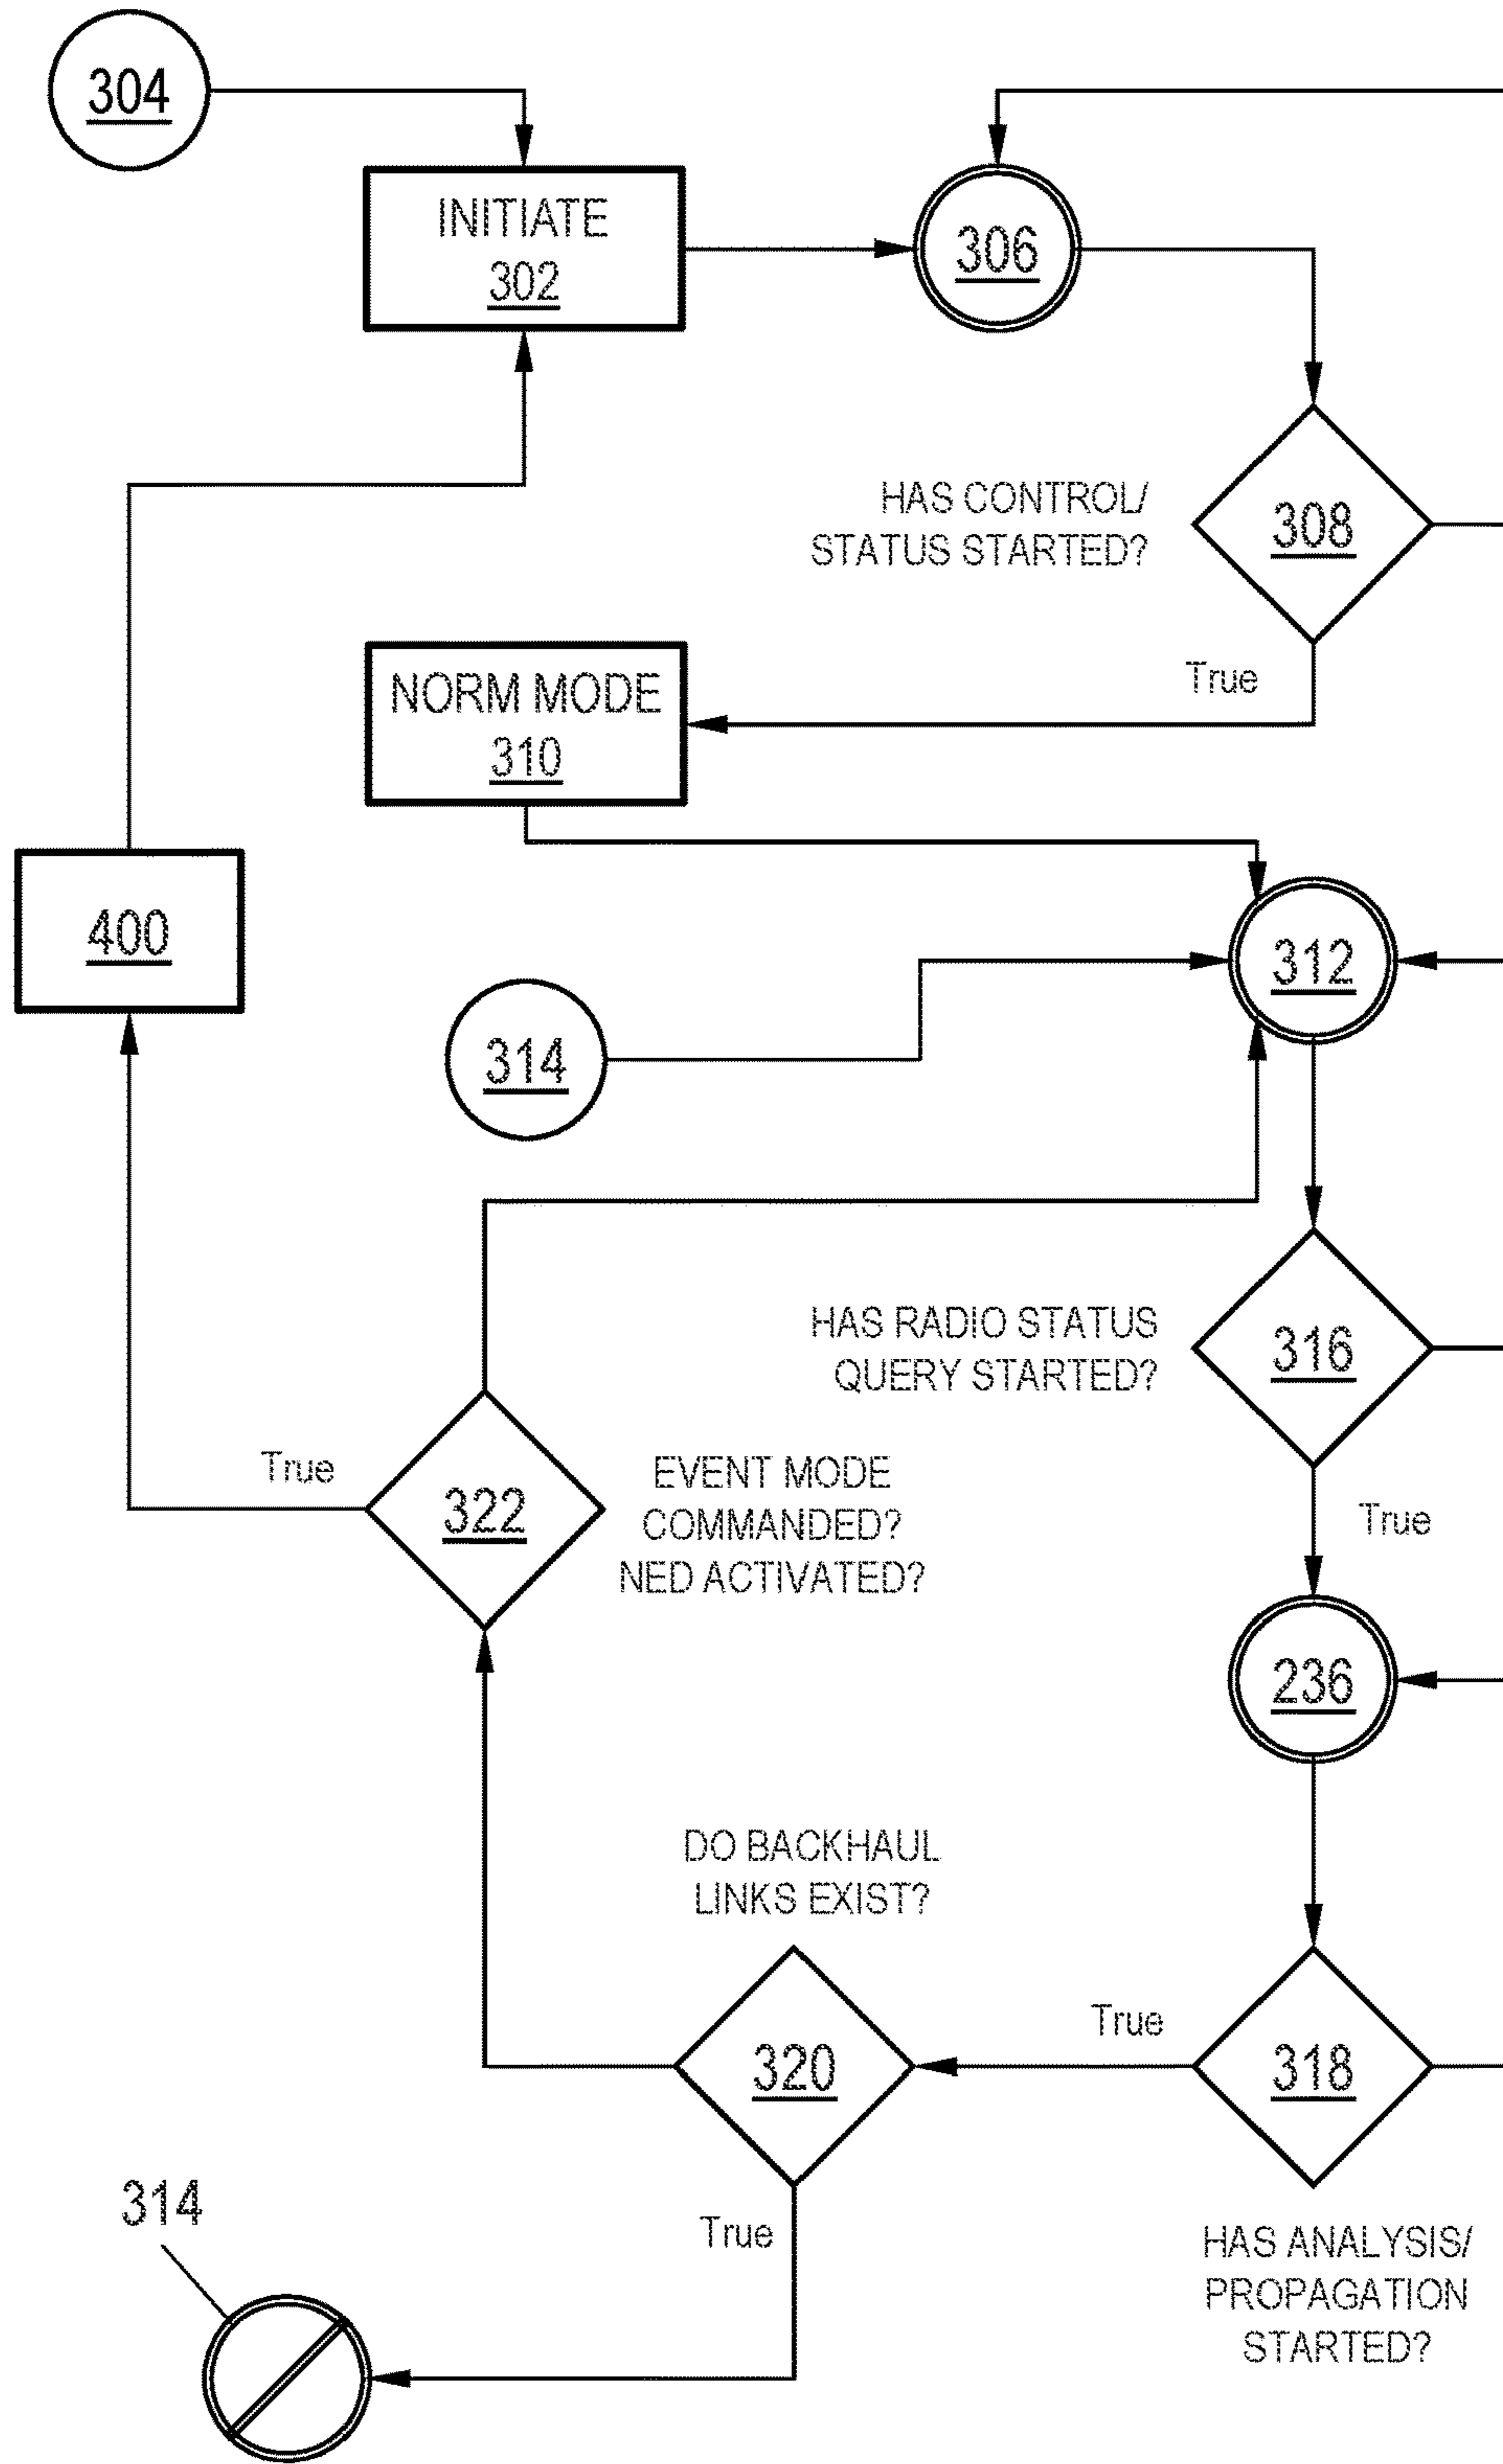 304
INITIATE
302
306
HAS CONTROL/
STATUS STARTED?
308
True
NORM MODE
310
400
312
314
HAS RADIO STATUS
QUERY STARTED?
316
True
True
322
EVENT MODE
COMMANDED?
NED ACTIVATED?
236
DO BACKHAUL
LINKS EXIST?
True
320
318
True
314
HAS ANALYSIS/
PROPAGATION
STARTED?